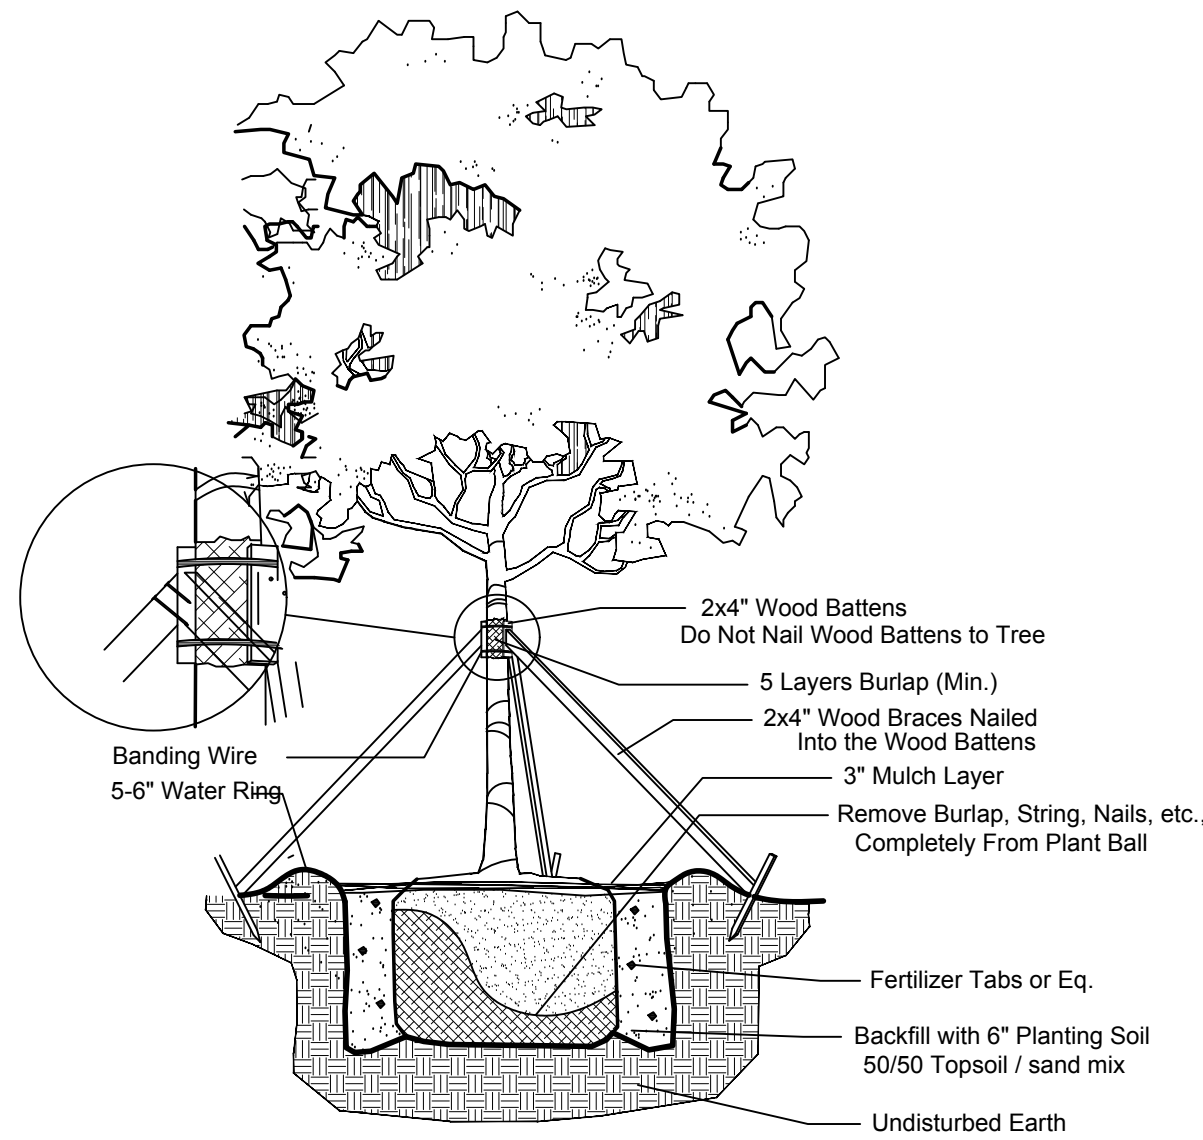 2x4" Wood Battens
Do Not Nail Wood Battens to Tree
5 Layers Burlap (Min.)
2x4" Wood Braces Nailed
Into the Wood Battens
Banding Wire
3" Mulch Layer
5-6" Water Ring
Remove Burlap, String, Nails, etc.,
Completely From Plant Ball
Fertilizer Tabs or Eq.
Backfill with 6" Planting Soil
50/50 Topsoil / sand mix
Undisturbed Earth